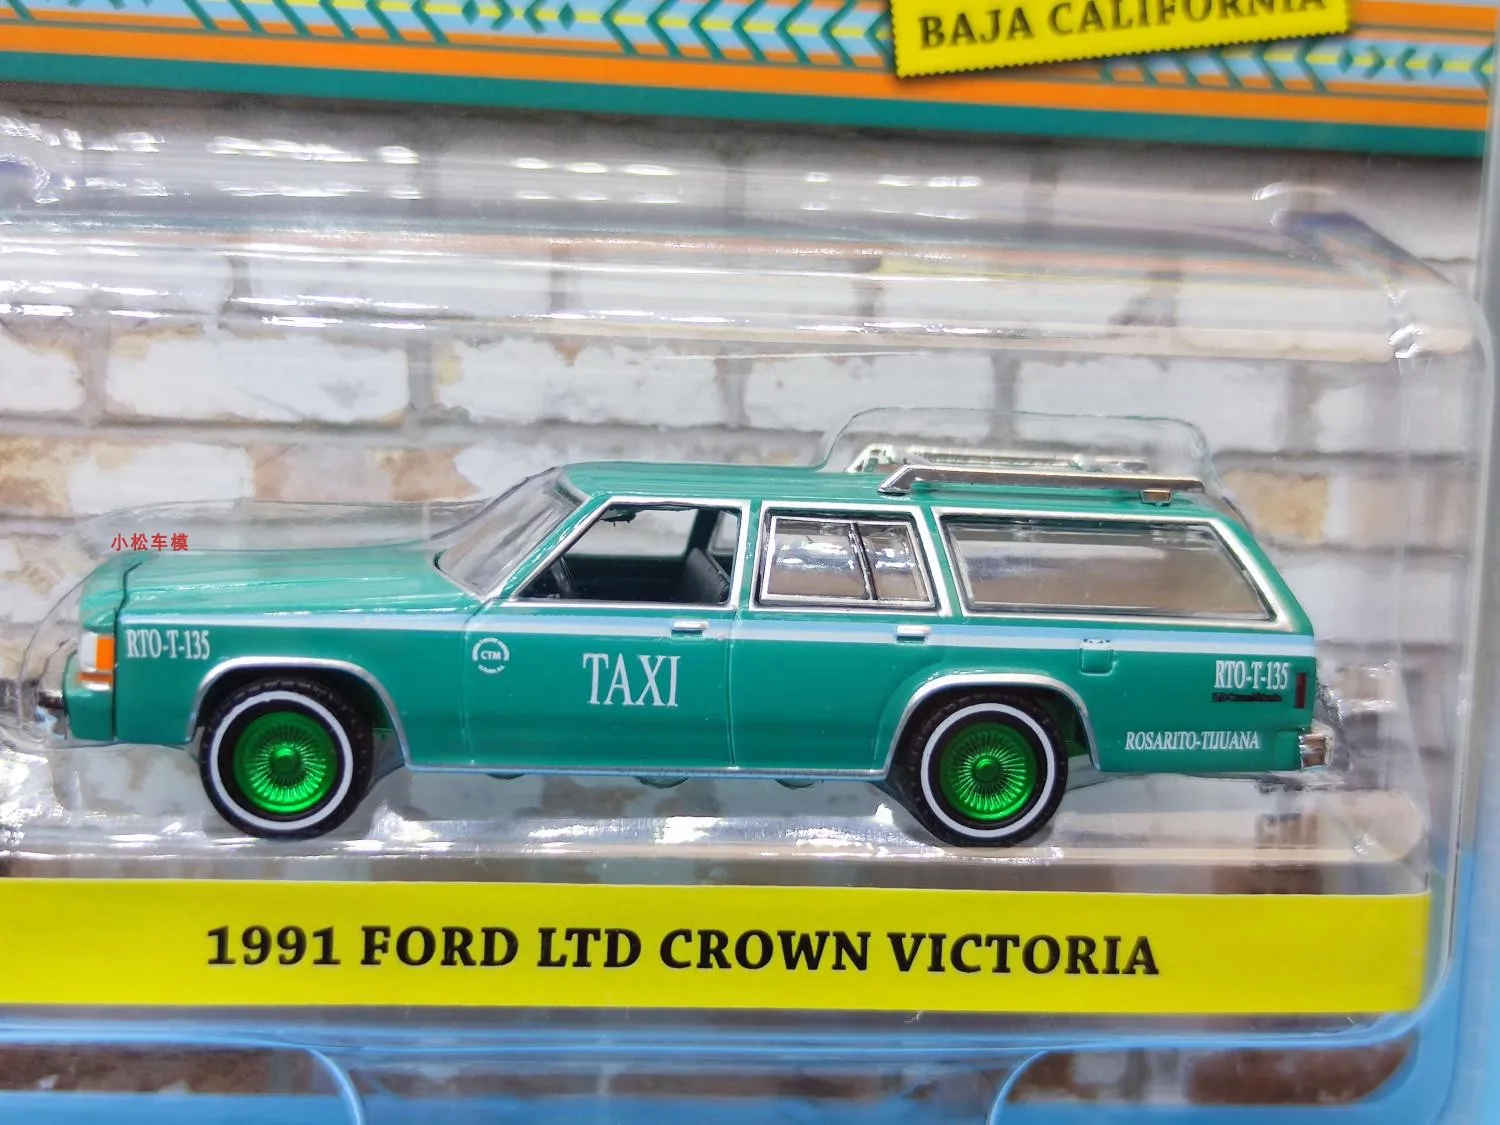 BAJA CALIFORNIA
小松车模
RTO-T-135
CTM
TAXI
RTO-T-135
ROSARITO-TIJUANA
1991 FORD LTD CROWN VICTORIA